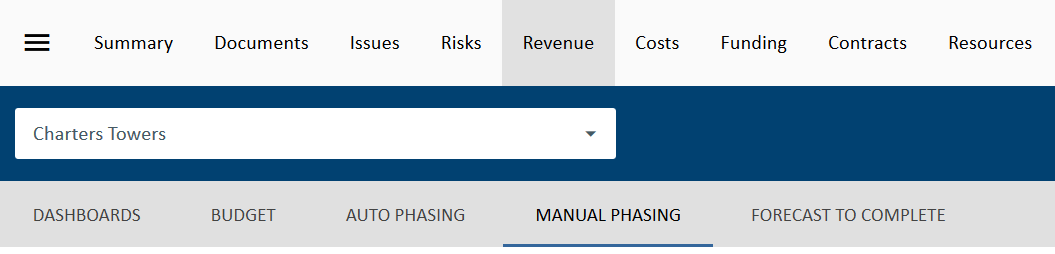 Summary Documents Issues Risks Revenue Costs Funding Contracts Resources
Charters Towers
DASHBOARDS BUDGET AUTO PHASING MANUAL PHASING FORECAST TO COMPLETE